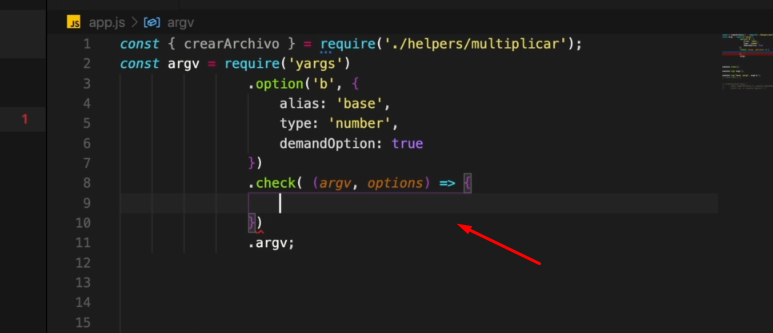 JS app.js > argv
1
1 const { crearArchivo } = require('./helpers/multiplicar');
2 const argv = require('yargs')
3 .option('b', {
4 alias: 'base',
5 type: 'number',
6 demandOption: true
7 })
8 .check( (argv, options) => {
9
10 })
11 .argv;
12
13
14
15